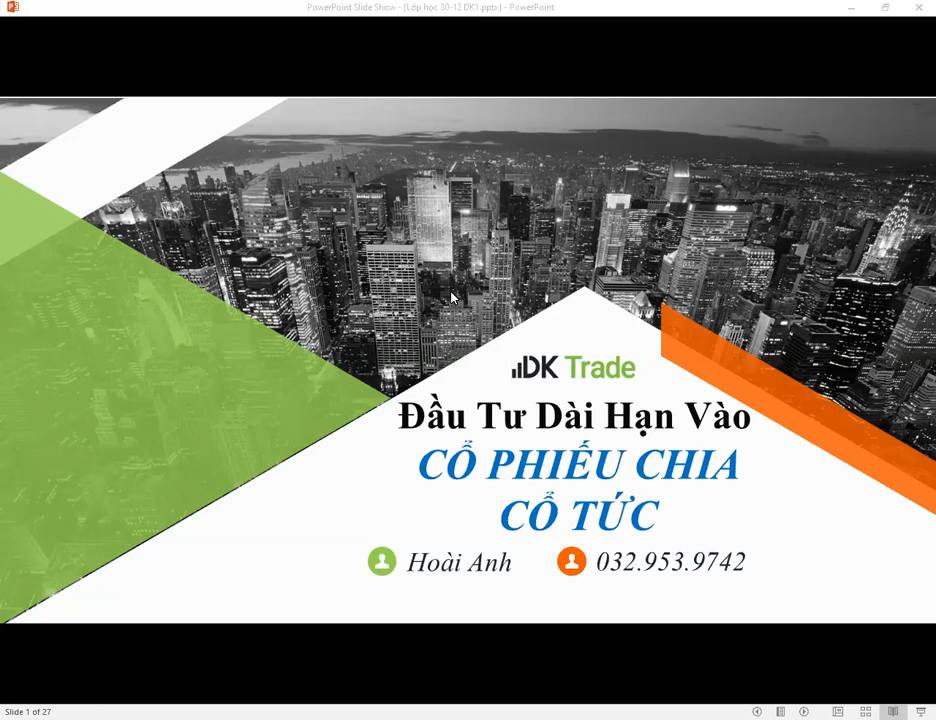 PowerPoint Slide Show - [Lớp học 30-12 DK1.pptx] - PowerPoint
DK Trade
Đầu Tư Dài Hạn Vào
CỔ PHIẾU CHIA
CỔ TỨC
Hoài Anh
032.953.9742
Slide 1 of 27